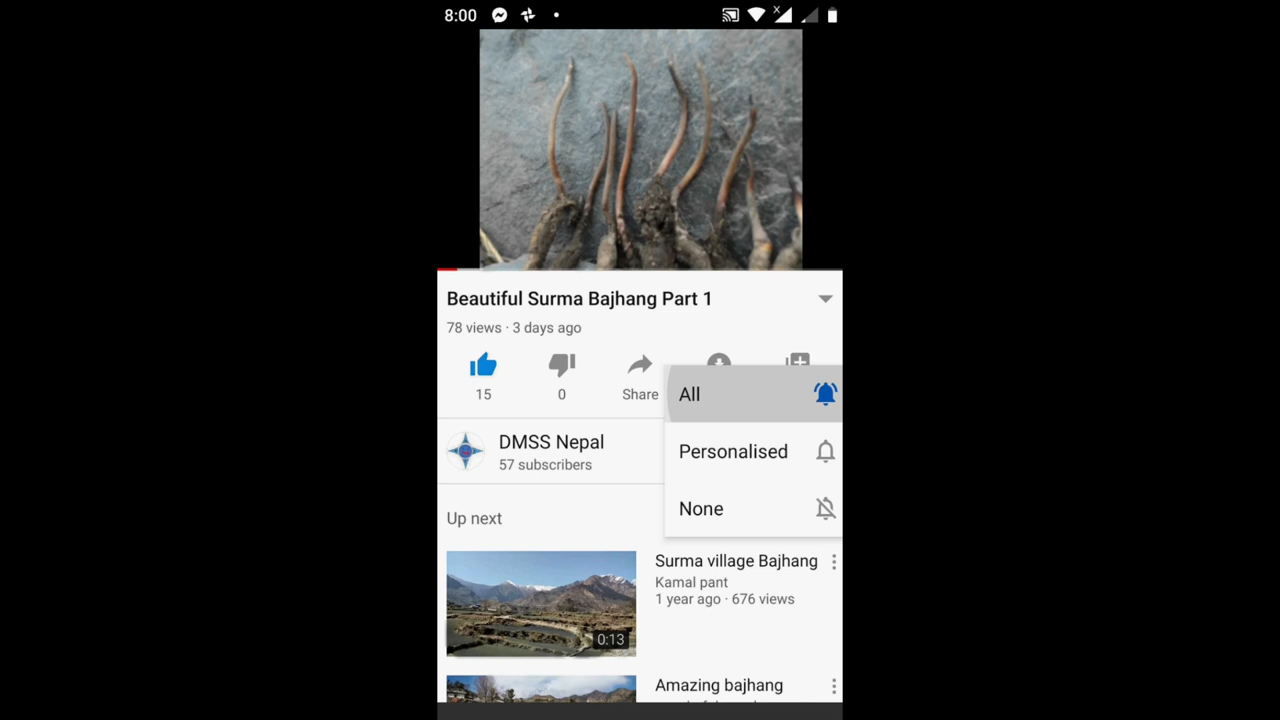 8:00
Beautiful Surma Bajhang Part 1
78 views · 3 days ago
15
0
Share
All
Personalised
None
DMSS Nepal
57 subscribers
Up next
Surma village Bajhang
Kamal pant
1 year ago · 676 views
0:13
Amazing bajhang